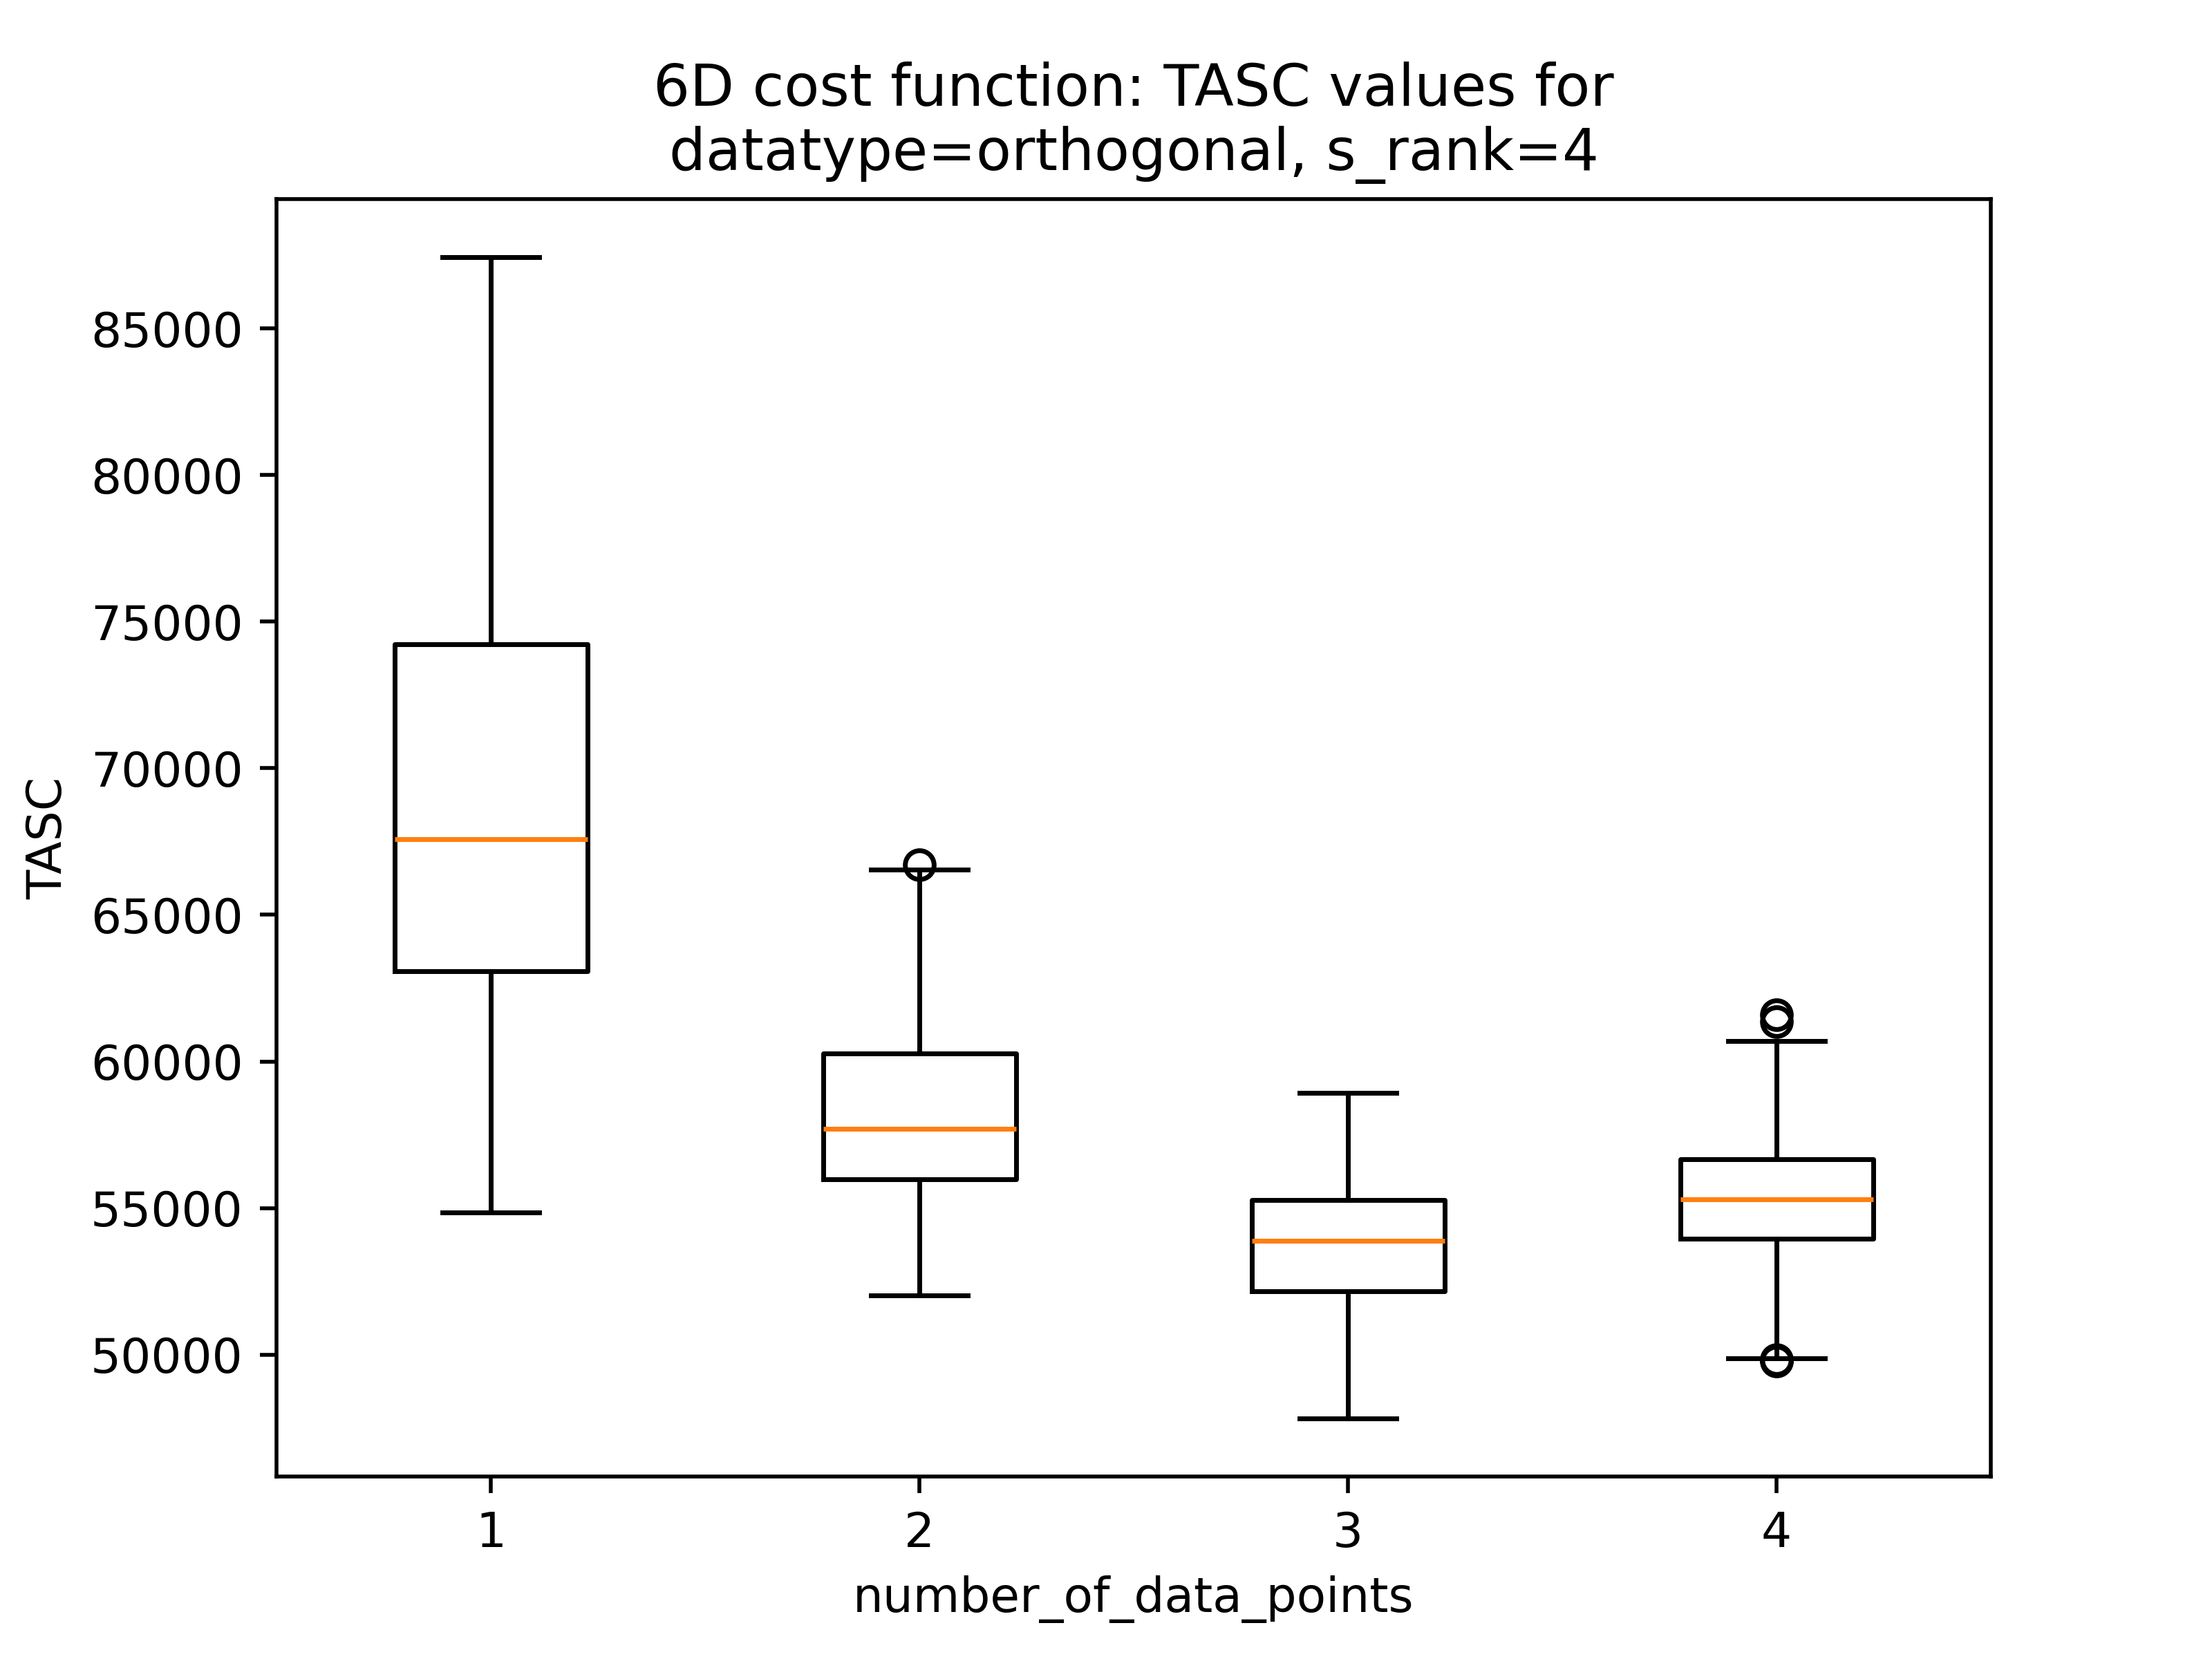 6D cost function: TASC values for
datatype=orthogonal, s_rank=4
TASC
85000
80000
75000
70000
65000
60000
55000
50000
1 2 3 4
number_of_data_points